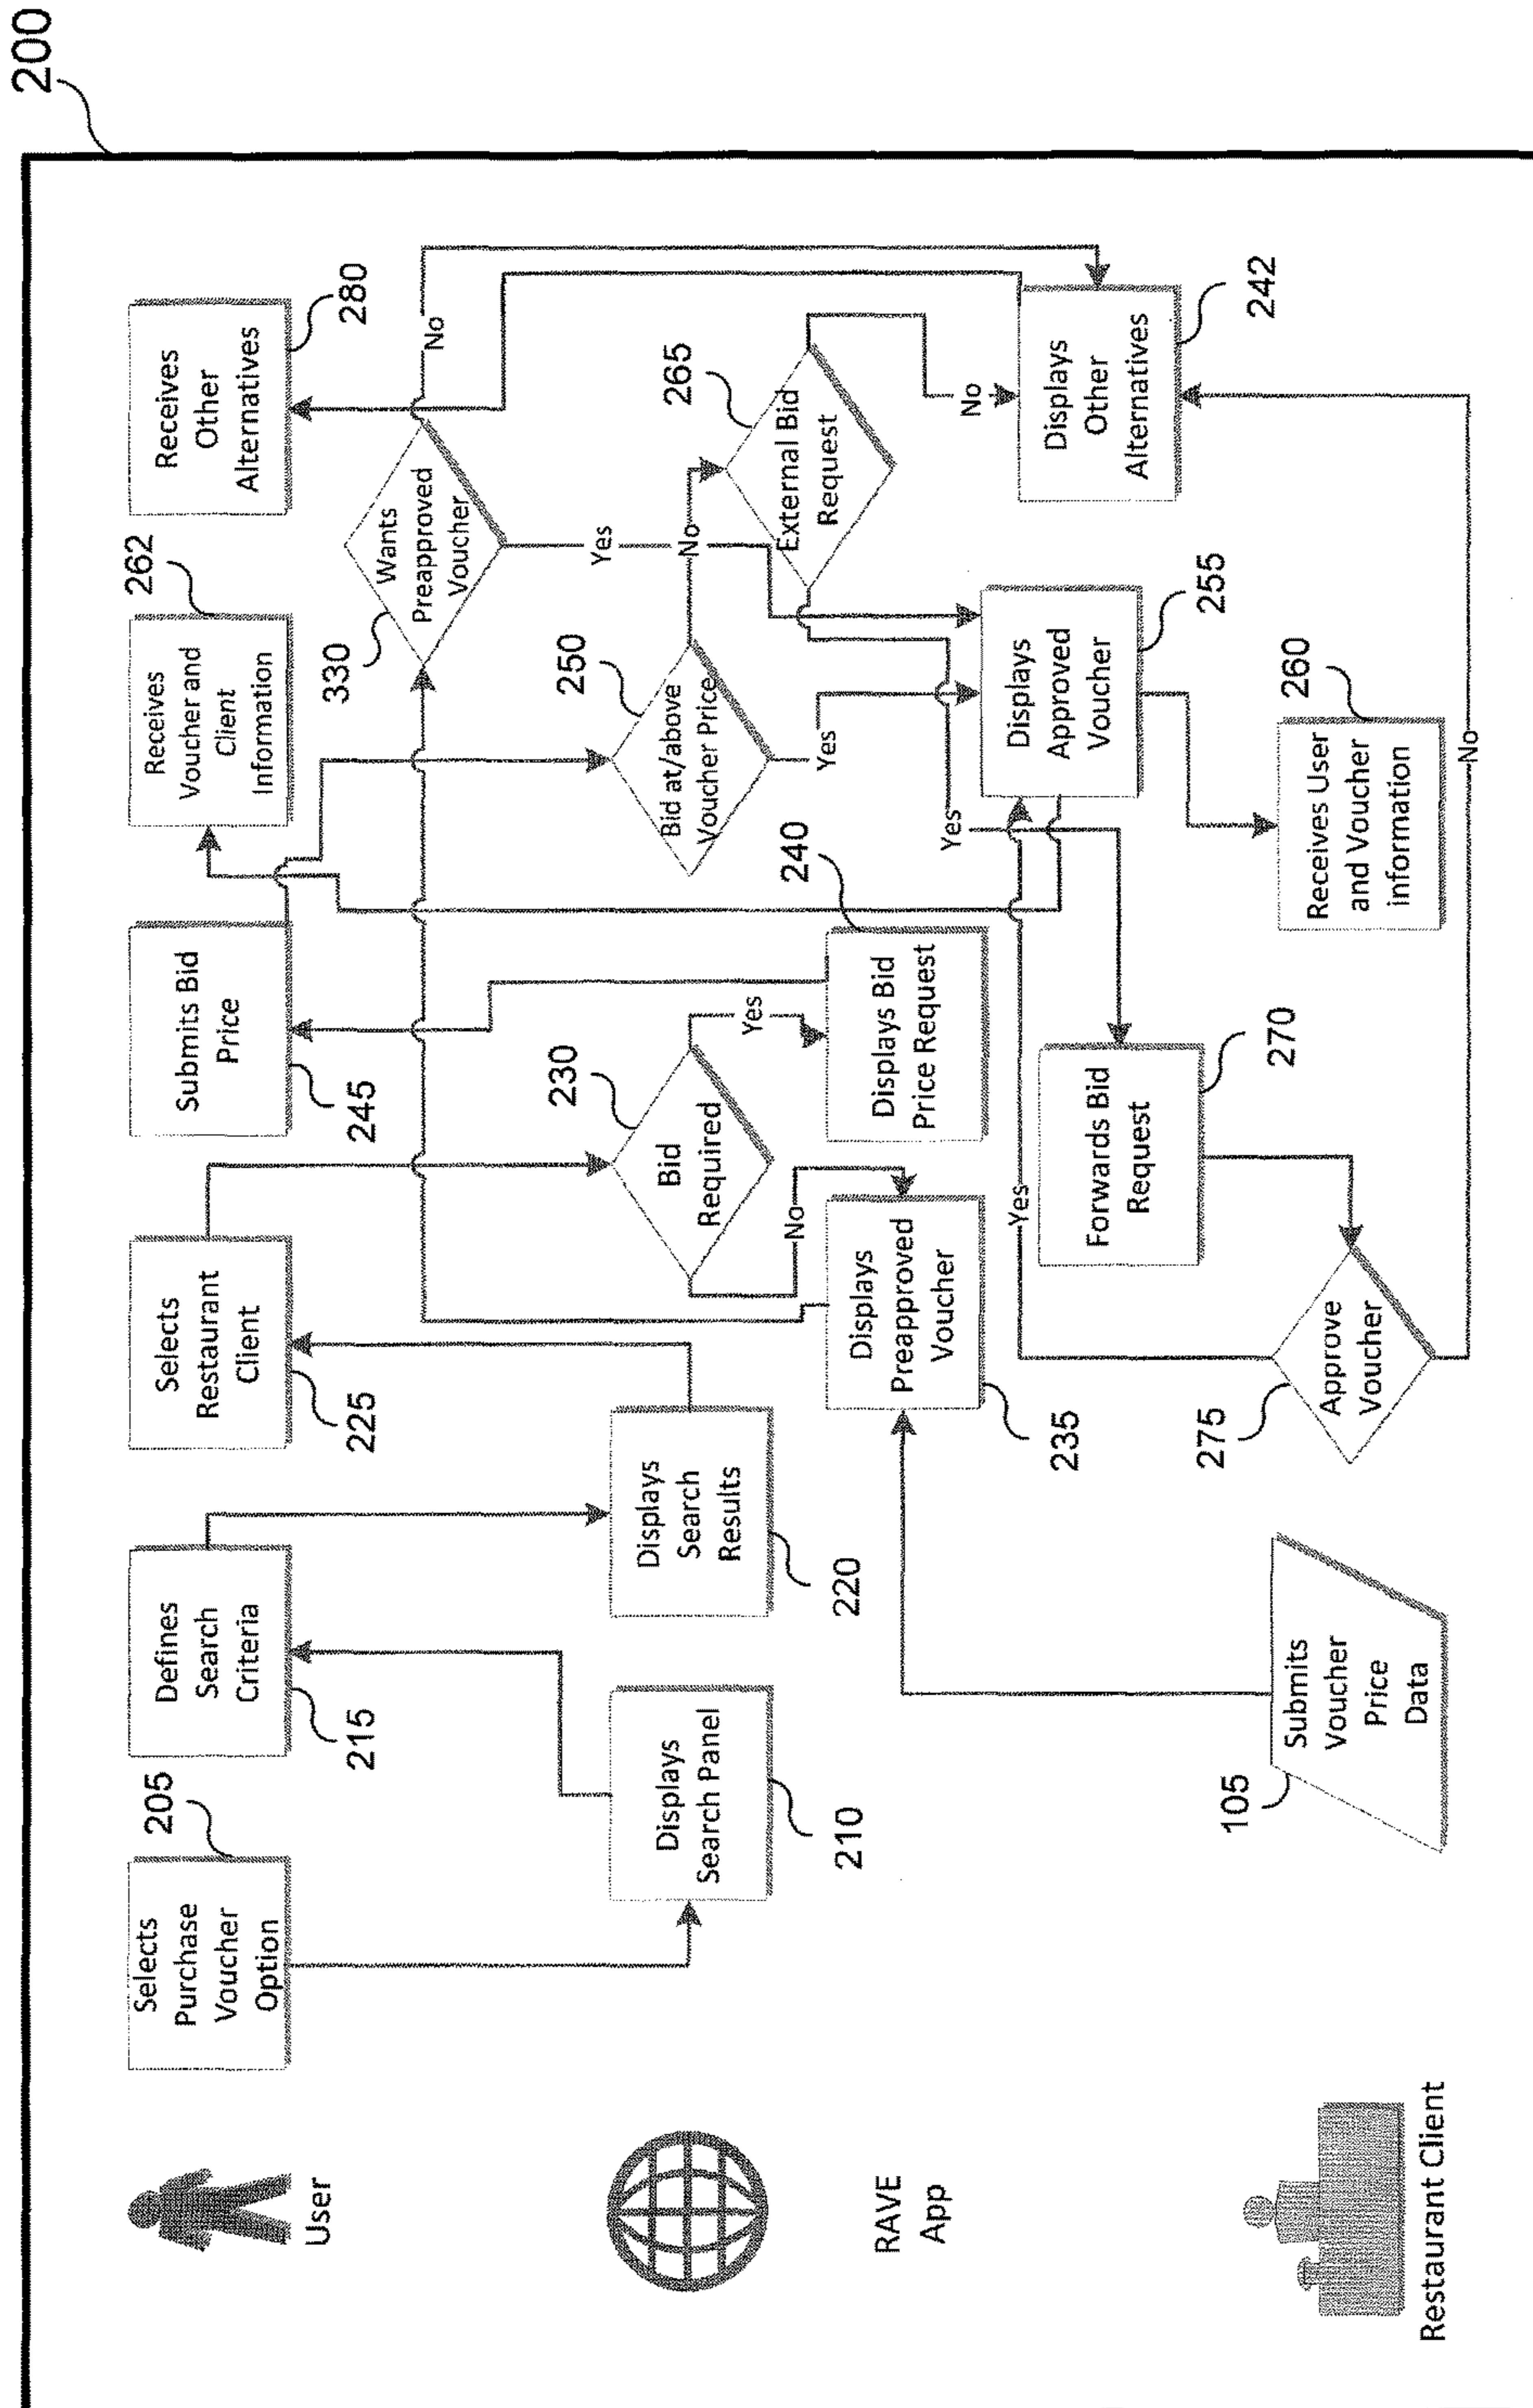 200
Selects
Purchase
Voucher
Option
205
Defines
Search
Criteria
215
Selects
Restaurant
Client
225
Submits Bid
Price
245
Receives
Voucher and
Client
Information
262
Receives
Other
Alternatives
280
User
Wants
Preapproved
Voucher
330
No
Yes
Displays
Search Panel
210
Displays
Search
Results
220
Bid
Required
230
No
Yes
Bid at/above
Voucher Price
250
No
Yes
External Bid
Request
265
No
Yes
RAVE
App
Displays
Preapproved
Voucher
235
Displays Bid
Price Request
240
Displays
Approved
Voucher
255
Displays
Other
Alternatives
242
Yes
Forwards Bid
Request
270
Restaurant Client
Submits
Voucher
Price
Data
105
Approve
Voucher
275
Receives User
and Voucher
information
260
No